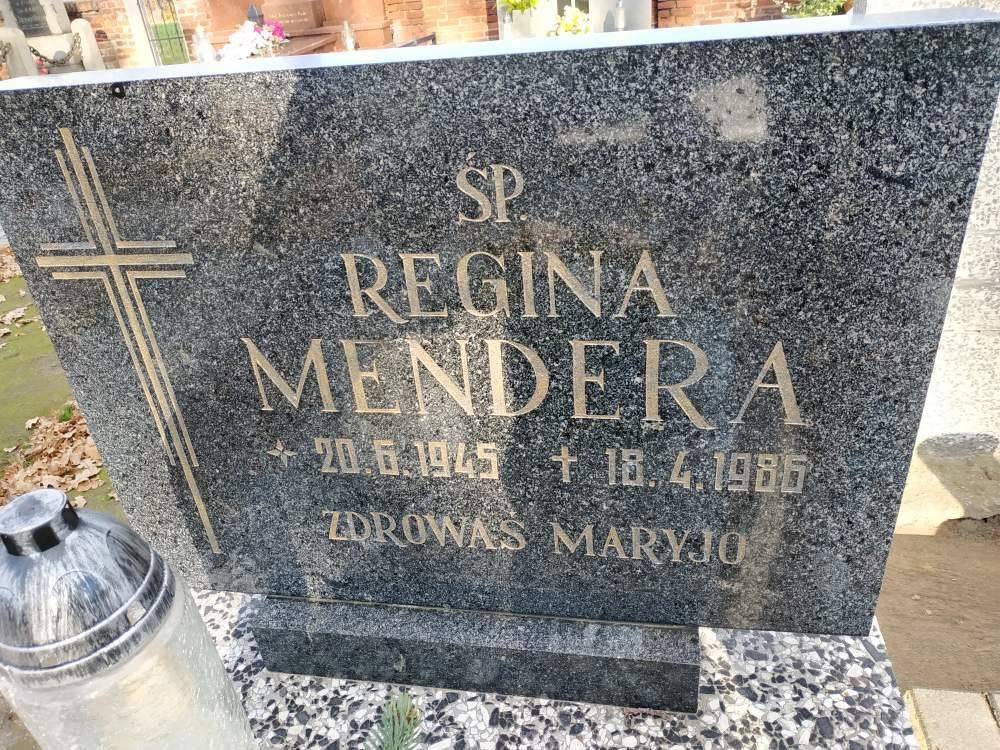 ŚP.
REGINA
MENDERA
20.6.1945 18.4.1986
ZDROWAŚ MARYJO